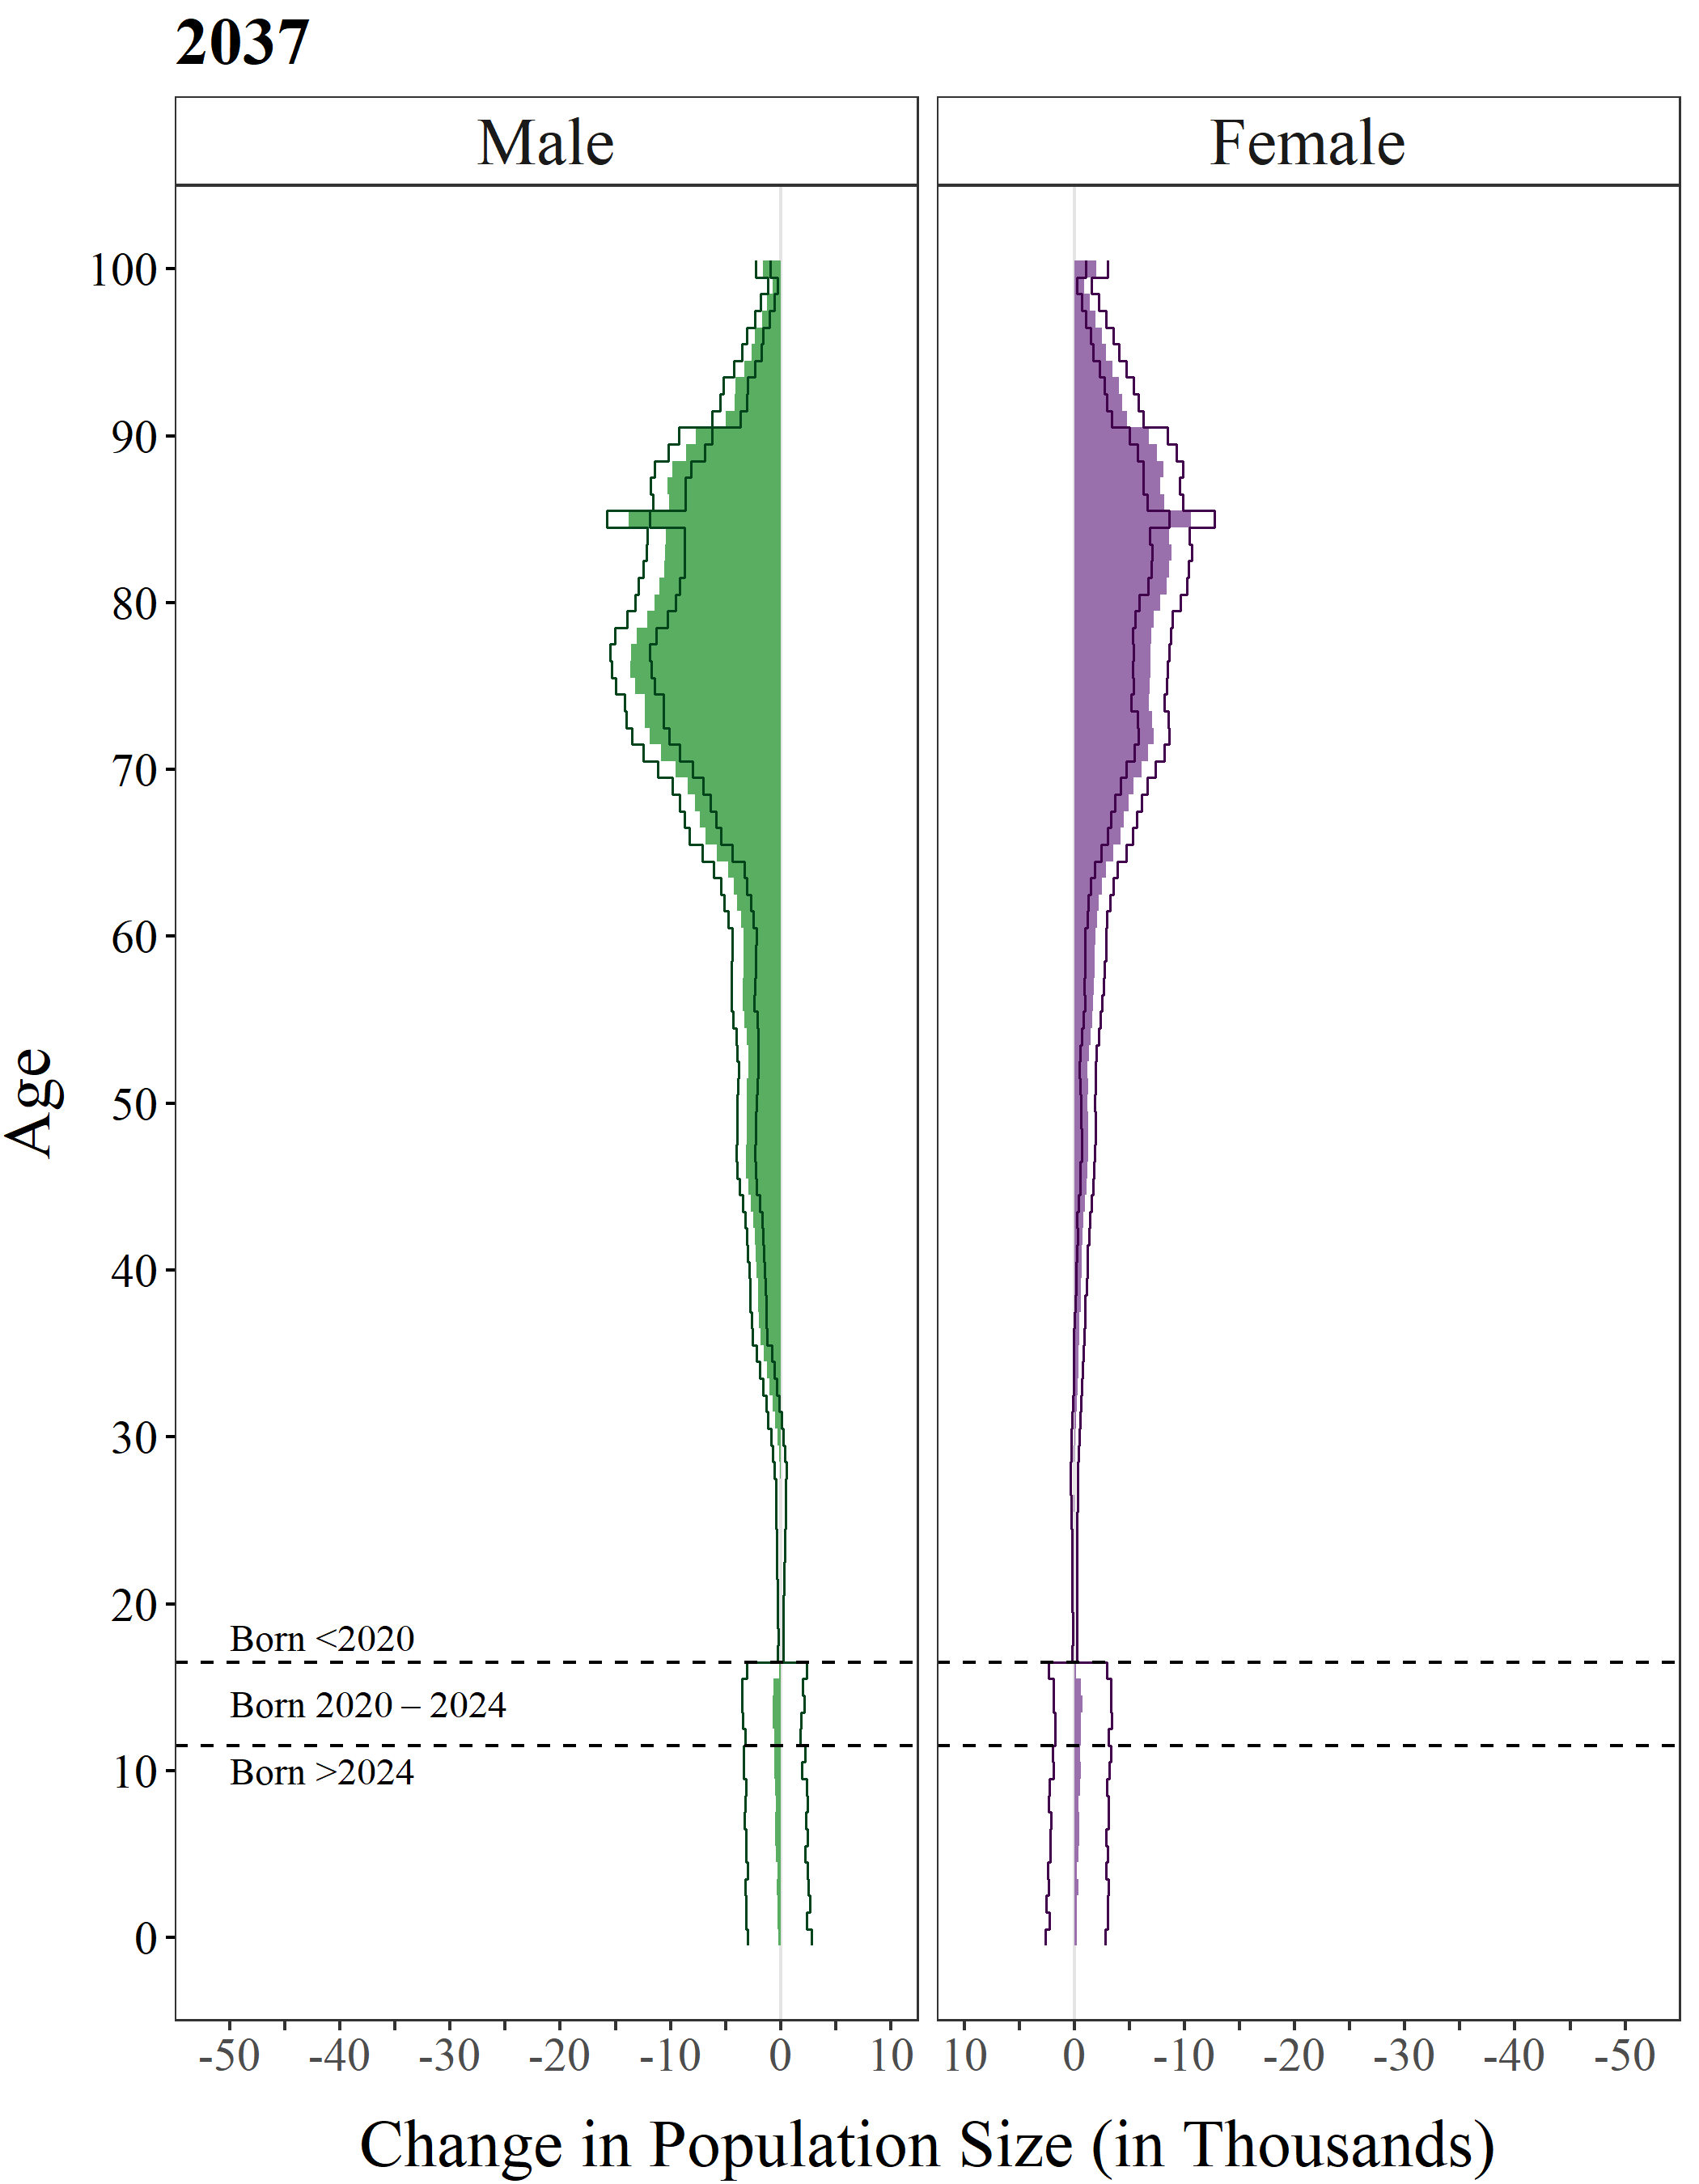 2037
Male
Female
100
90
80
70
60
50
40
30
20
10
0
Age
Born <2020
Born 2020 – 2024
Born >2024
-50 -40 -30 -20 -10 0 10
10 0 -10 -20 -30 -40 -50
Change in Population Size (in Thousands)